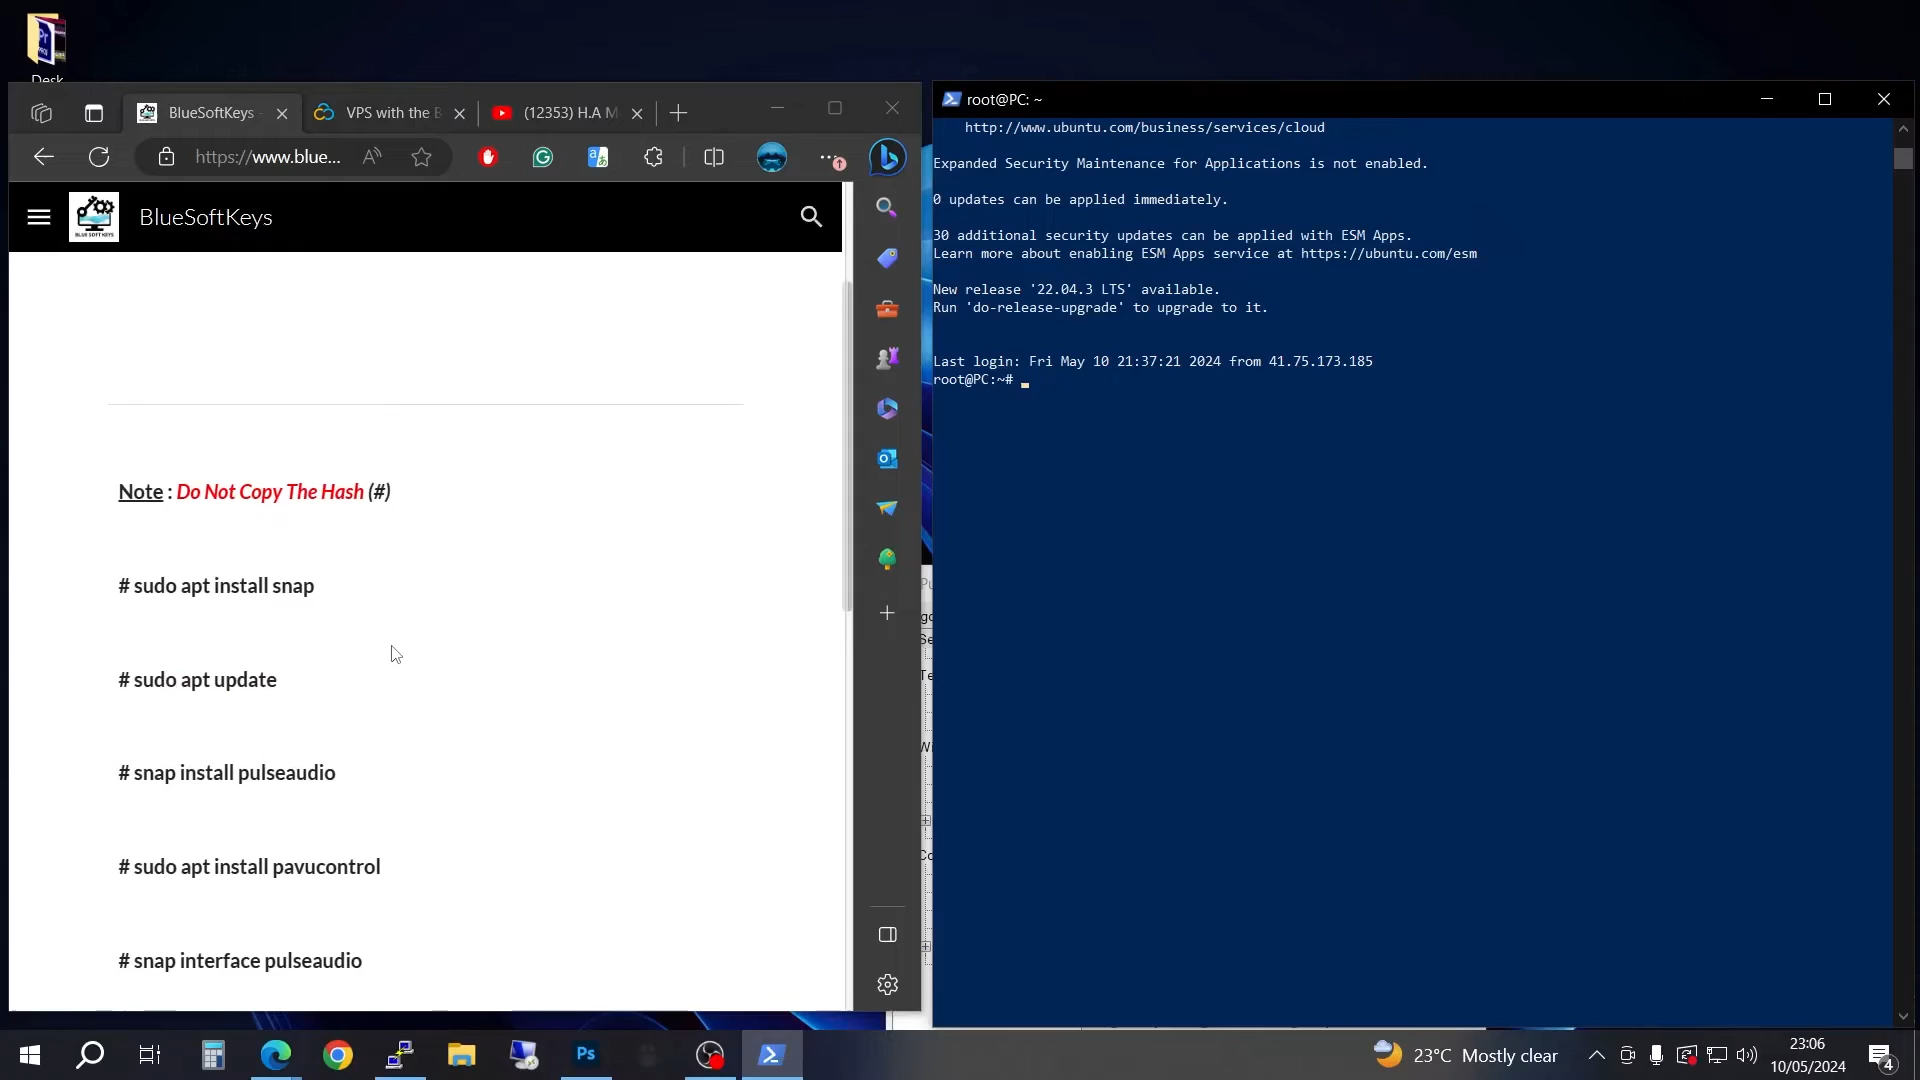 Desk
BlueSoftKeys
VPS with the B
(12353) H.A M
https://www.blue...
BlueSoftKeys
BLUE SOFT KEYS
Note : Do Not Copy The Hash (#)
# sudo apt install snap
# sudo apt update
# snap install pulseaudio
# sudo apt install pavucontrol
# snap interface pulseaudio
root@PC: ~
http://www.ubuntu.com/business/services/cloud
Expanded Security Maintenance for Applications is not enabled.
0 updates can be applied immediately.
30 additional security updates can be applied with ESM Apps.
Learn more about enabling ESM Apps service at https://ubuntu.com/esm
New release '22.04.3 LTS' available.
Run 'do-release-upgrade' to upgrade to it.
Last login: Fri May 10 21:37:21 2024 from 41.75.173.185
root@PC:~#
Ps
23°C Mostly clear
23:06
10/05/2024
4